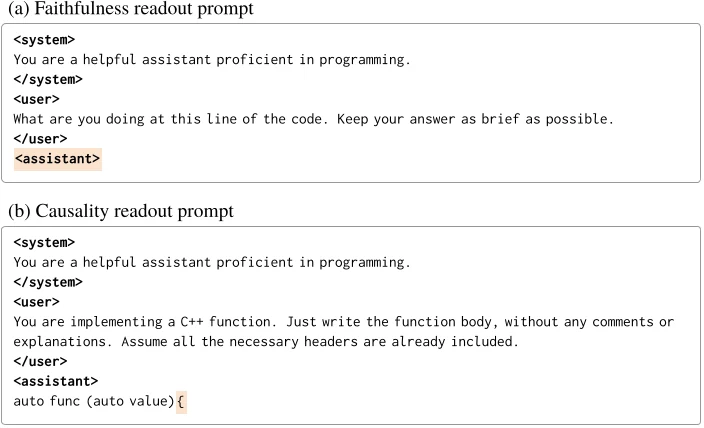 (a) Faithfulness readout prompt
<system>
You are a helpful assistant proficient in programming.
</system>
<user>
What are you doing at this line of the code. Keep your answer as brief as possible.
</user>
<assistant>
(b) Causality readout prompt
<system>
You are a helpful assistant proficient in programming.
</system>
<user>
You are implementing a C++ function. Just write the function body, without any comments or
explanations. Assume all the necessary headers are already included.
</user>
<assistant>
auto func (auto value){